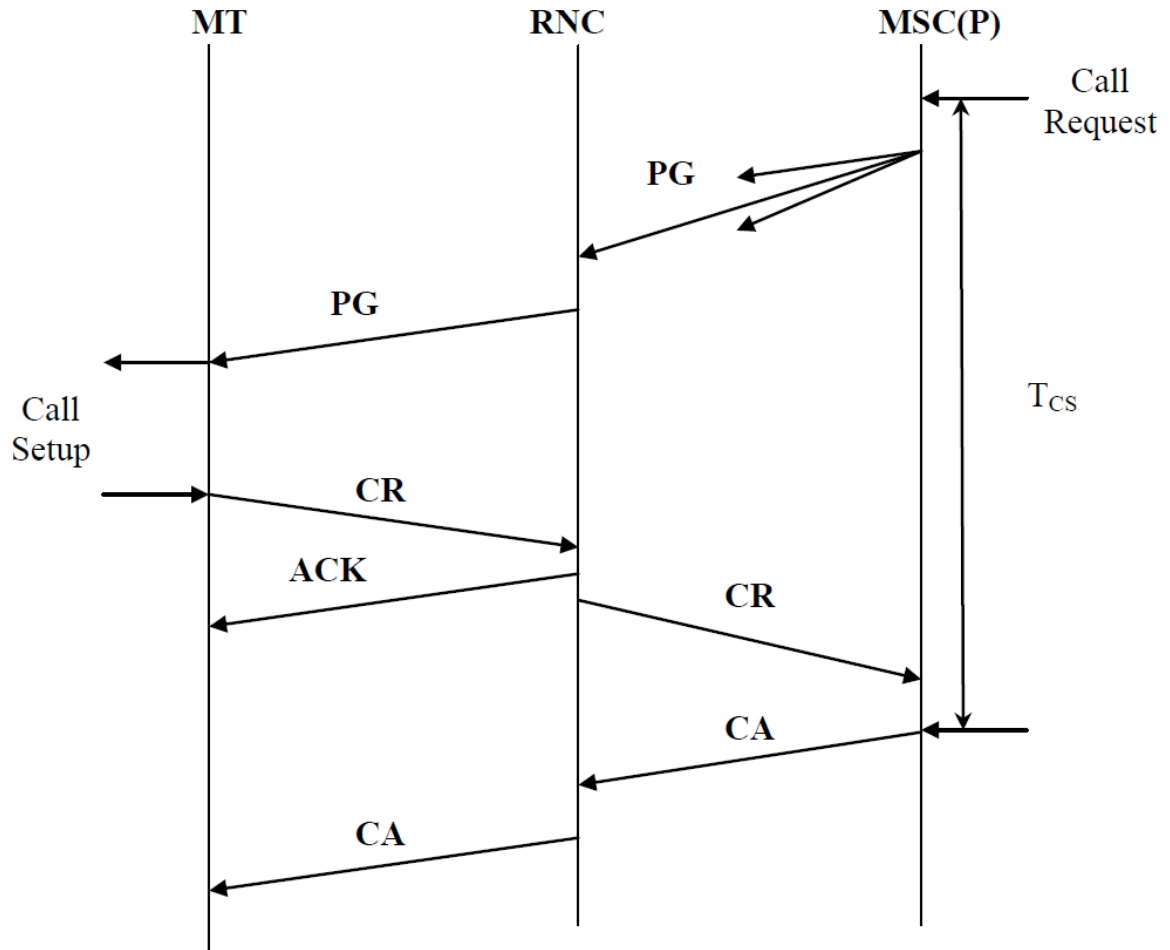 MT
RNC
MSC(P)
Call
Request
PG
PG
Call
Setup
T_CS
CR
ACK
CR
CA
CA